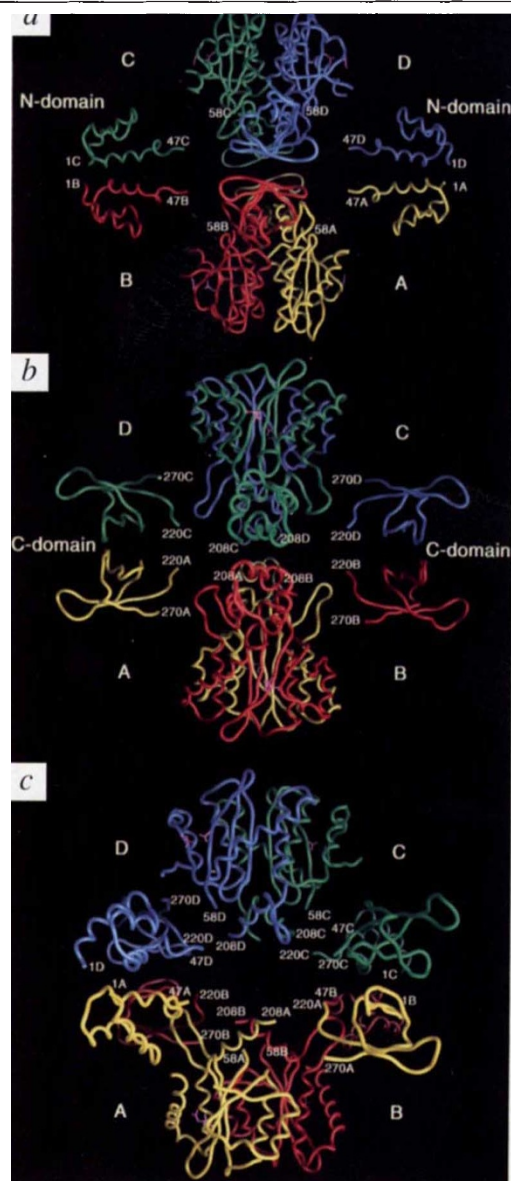 a
C D
58C 58D
N-domain N-domain
47C 47D
1C 1D
1B 1A
47B 47A
58B 58A
B A
b
D C
270C 270D
220C 220D
C-domain 208C 208D C-domain
220A 208A 208B 220B
270A 270B
A B
c
D C
270D
58D 58C 47C
220D 208D 208C
47D 220C 270C
1D 1C
1A 47A 47B 1B
220B 220A
208B 208A
270B
58A 58B 270A
A B